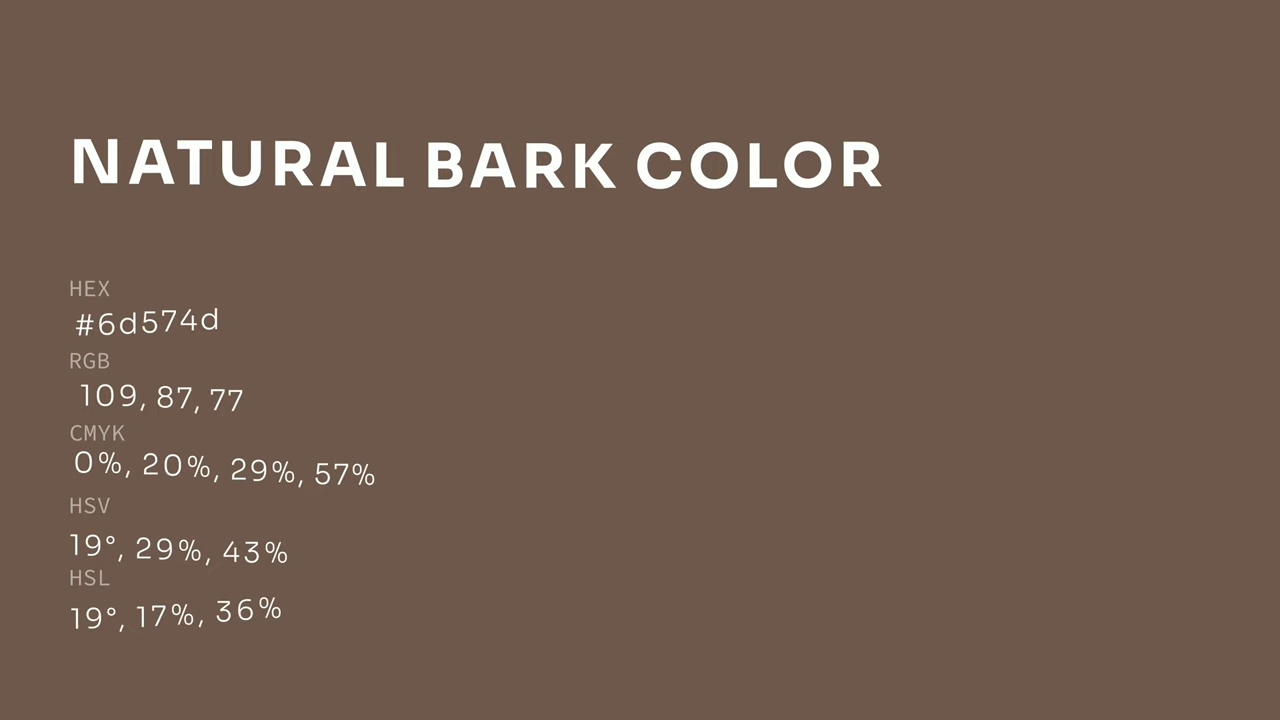 NATURAL BARK COLOR
HEX
#6d574d
RGB
109, 87, 77
CMYK
0%, 20%, 29%, 57%
HSV
19°, 29%, 43%
HSL
19°, 17%, 36%